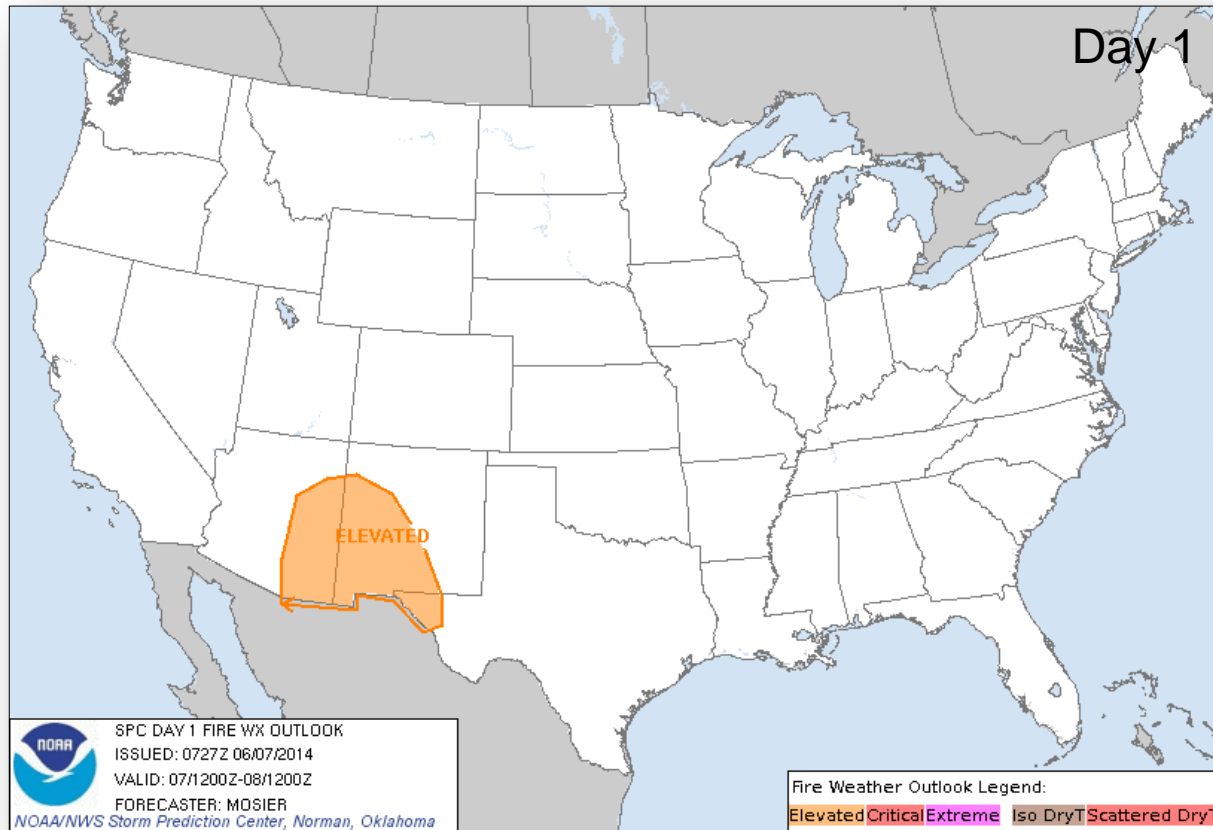 Day 1
ELEVATED
NOAA
SPC DAY 1 FIRE WX OUTLOOK
ISSUED: 0727Z 06/07/2014
VALID: 07/1200Z-08/1200Z
FORECASTER: MOSIER
NOAA/NWS Storm Prediction Center, Norman, Oklahoma
Fire Weather Outlook Legend:
Elevated Critical Extreme Iso DryT Scattered DryT